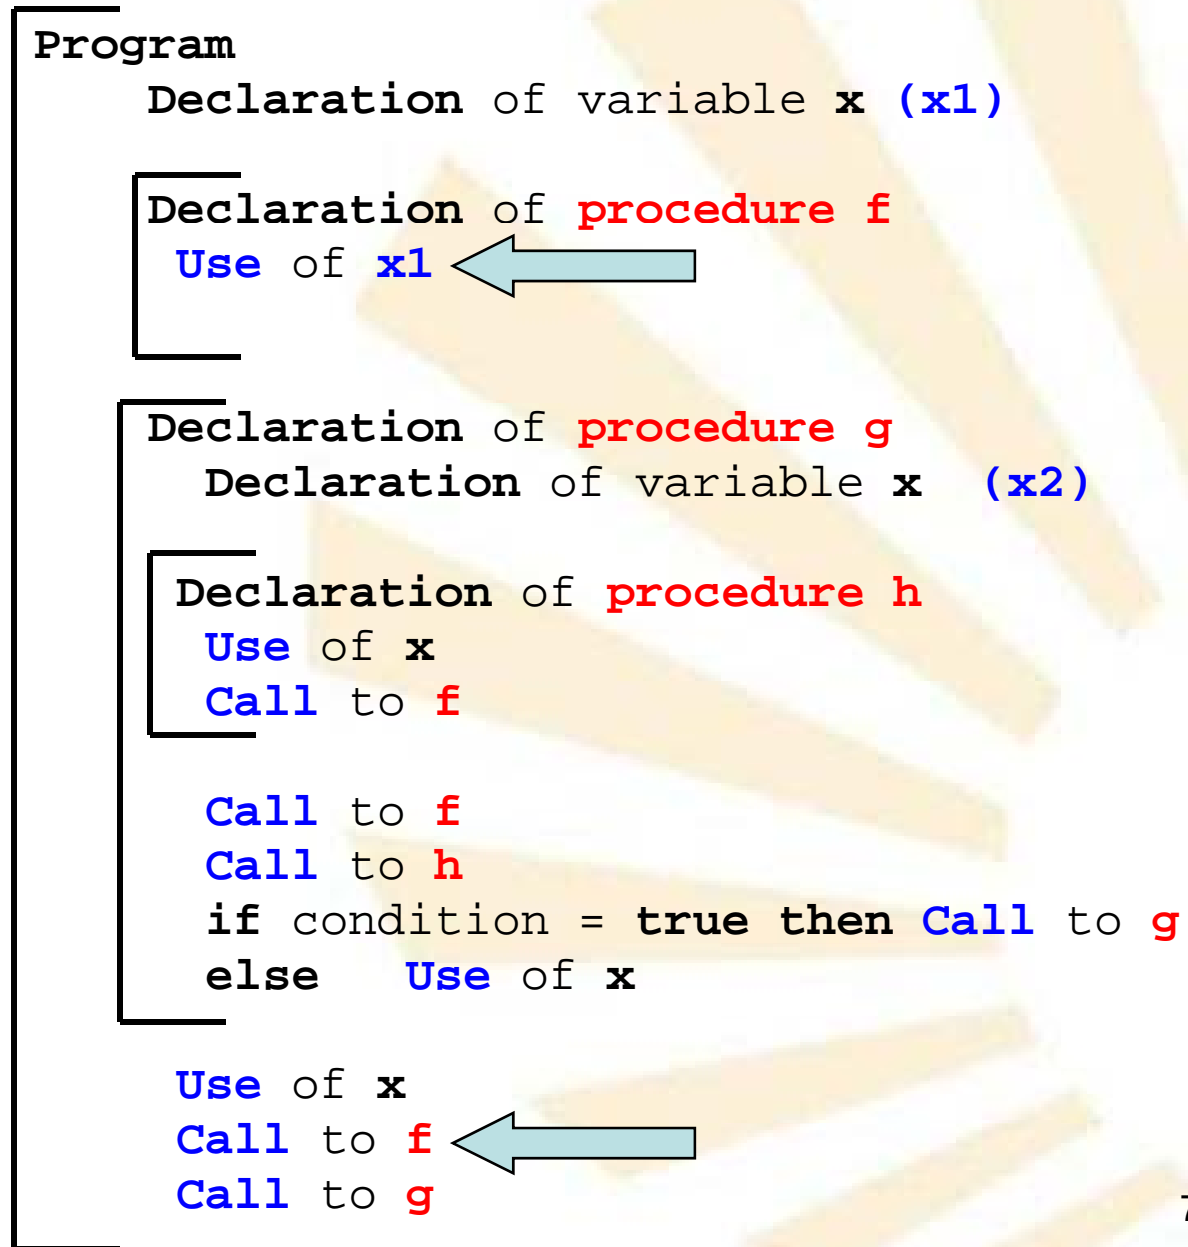 Program
Declaration of variable x (x1)
Declaration of procedure f
Use of x1
Declaration of procedure g
Declaration of variable x (x2)
Declaration of procedure h
Use of x
Call to f
Call to f
Call to h
if condition = true then Call to g
else Use of x
Use of x
Call to f
Call to g